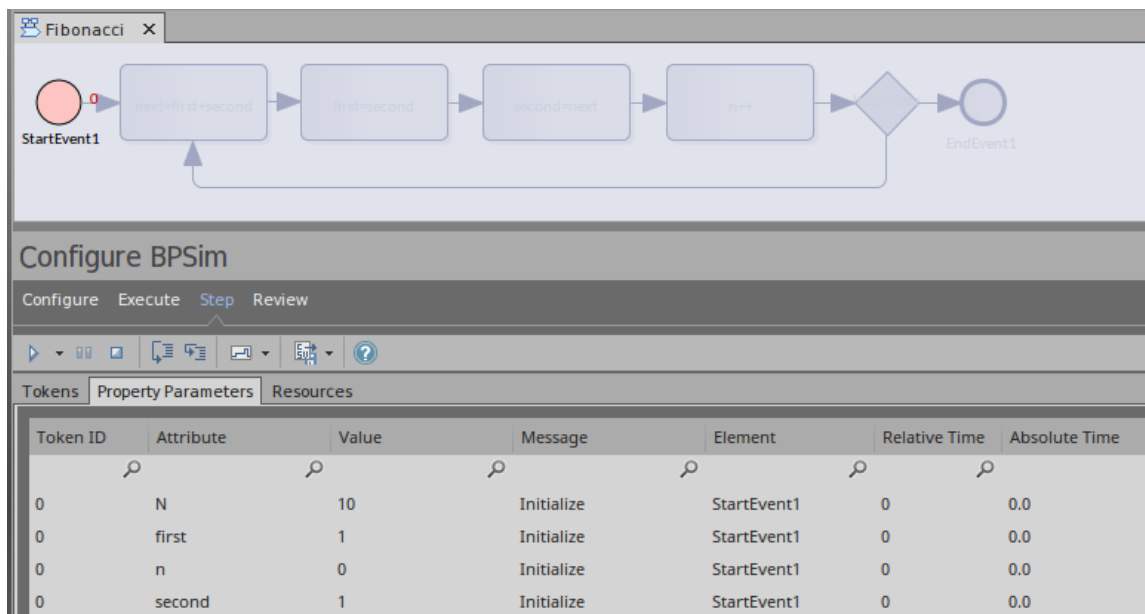 Fibonacci
0
next=first+second first=second second=next n++
StartEvent1
EndEvent1
Configure BPSim
Configure Execute Step Review
Tokens Property Parameters Resources
Token ID Attribute Value Message Element Relative Time Absolute Time
0 N 10 Initialize StartEvent1 0 0.0
0 first 1 Initialize StartEvent1 0 0.0
0 n 0 Initialize StartEvent1 0 0.0
0 second 1 Initialize StartEvent1 0 0.0